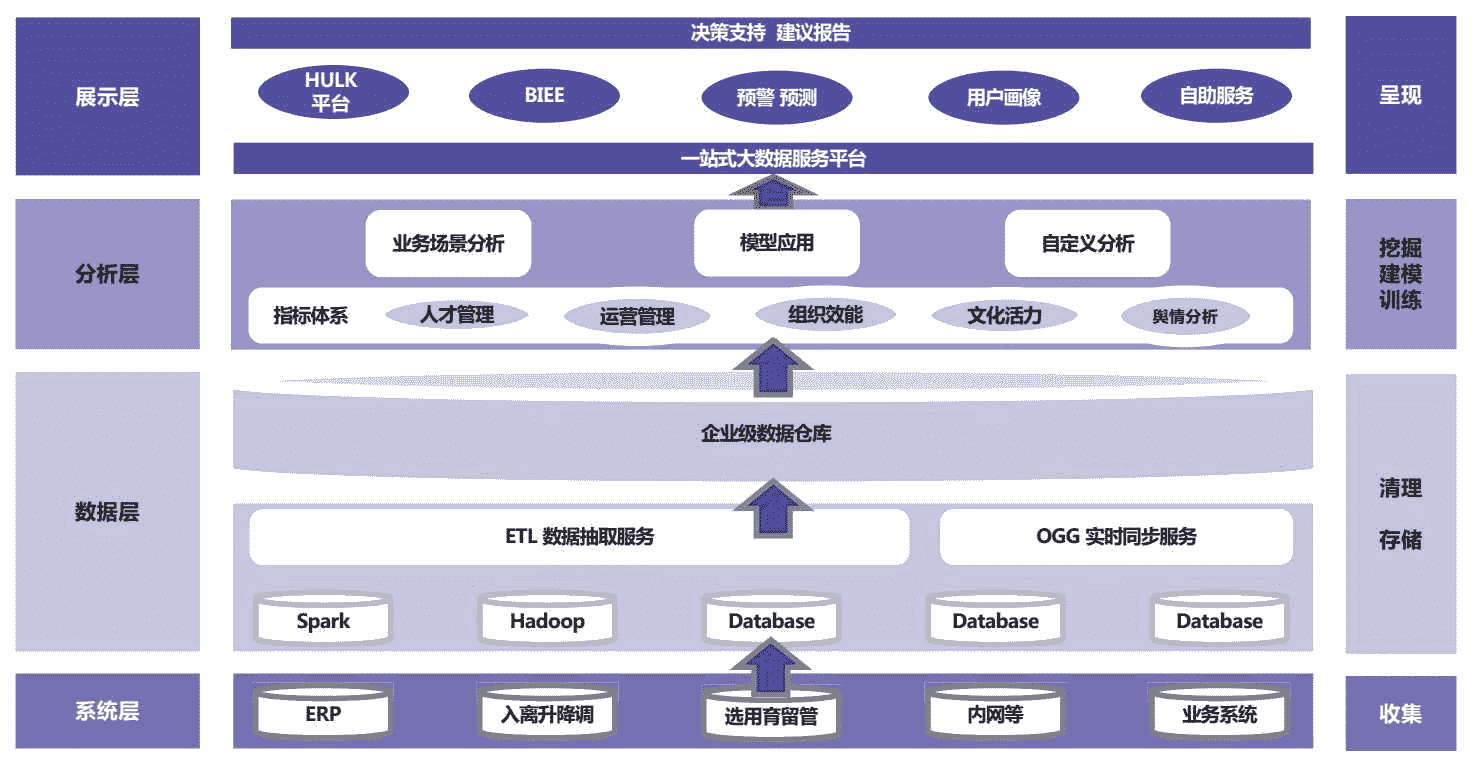 决策支持 建议报告
展示层
HULK
平台
BIEE
预警 预测
用户画像
自助服务
呈现
一站式大数据服务平台
业务场景分析
模型应用
自定义分析
分析层
挖掘
建模
训练
指标体系
人才管理
运营管理
组织效能
文化活力
舆情分析
企业级数据仓库
数据层
清理
存储
ETL 数据抽取服务
OGG 实时同步服务
Spark
Hadoop
Database
Database
Database
系统层
ERP
入离升降调
选用育留管
内网等
业务系统
收集